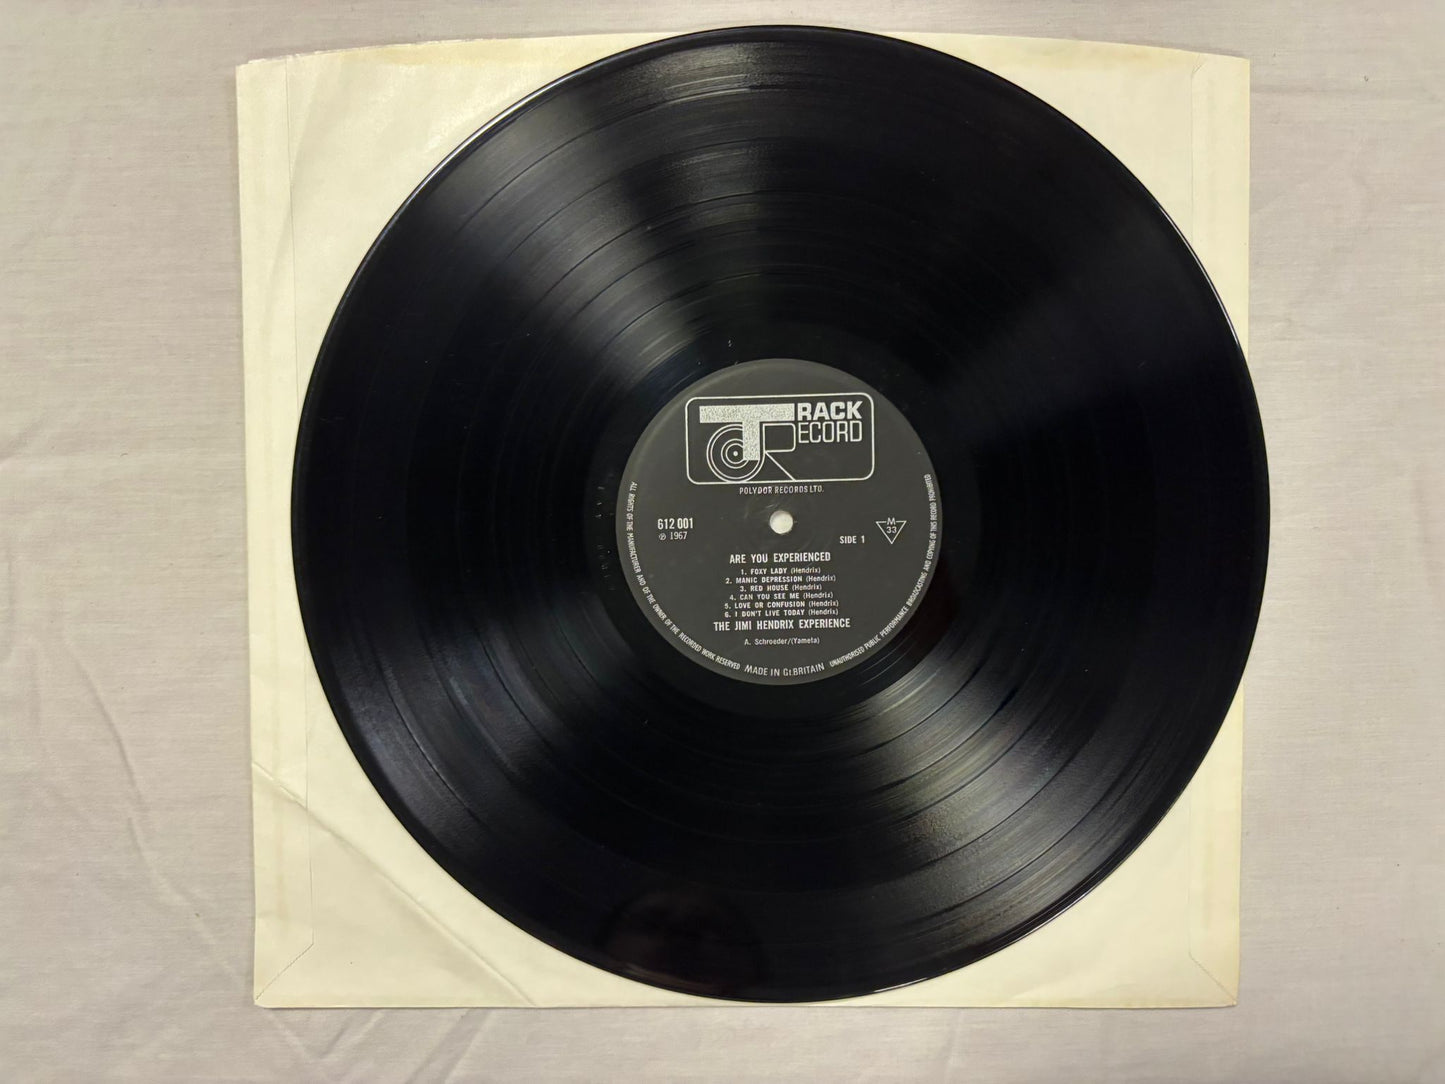 TRACK
RECORD
POLYDOR RECORDS LTD.
612 001
℗ 1967
SIDE 1
M
33
ARE YOU EXPERIENCED
1. FOXY LADY (Hendrix)
2. MANIC DEPRESSION (Hendrix)
3. RED HOUSE (Hendrix)
4. CAN YOU SEE ME (Hendrix)
5. LOVE OR CONFUSION (Hendrix)
6. I DON'T LIVE TODAY (Hendrix)
THE JIMI HENDRIX EXPERIENCE
A. Schroeder/(Yameta)
ALL RIGHTS OF THE MANUFACTURER AND OF THE OWNER OF THE RECORDED WORK RESERVED
MADE IN Gt.BRITAIN
UNAUTHORISED PUBLIC PERFORMANCE BROADCASTING AND COPYING OF THIS RECORD PROHIBITED